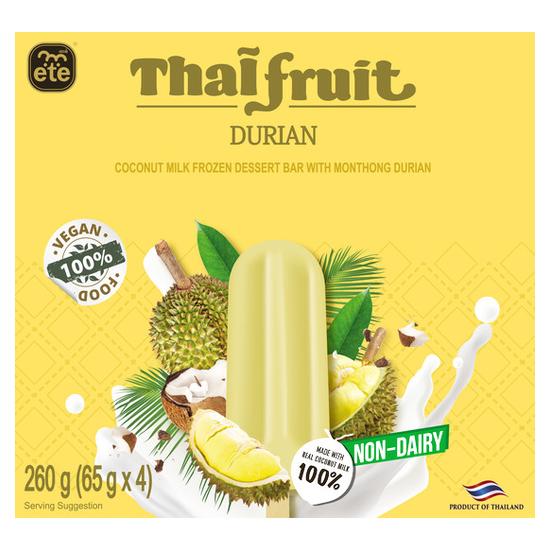 ete
Thaifruit
DURIAN
COCONUT MILK FROZEN DESSERT BAR WITH MONTHONG DURIAN
VEGAN
100%
FOOD
MADE WITH
REAL COCONUT MILK
100%
NON-DAIRY
260 g (65 g x 4)
Serving Suggestion
PRODUCT OF THAILAND